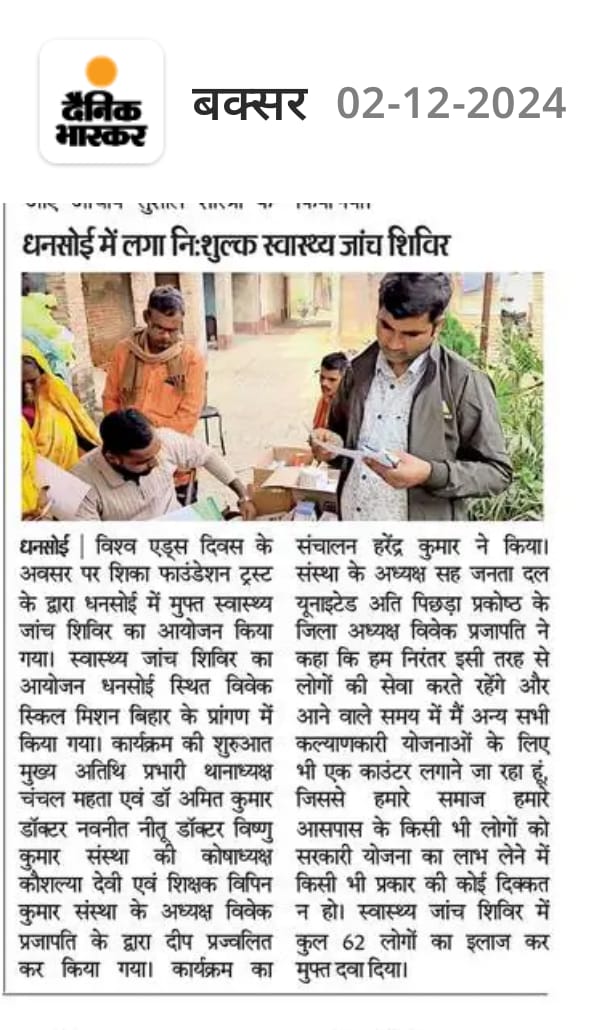 दैनिक
भास्कर
बक्सर 02-12-2024
धनसोई में लगा नि:शुल्क स्वास्थ्य जांच शिविर
धनसोई | विश्व एड्स दिवस के
अवसर पर शिका फाउंडेशन ट्रस्ट
के द्वारा धनसोई में मुफ्त स्वास्थ्य
जांच शिविर का आयोजन किया
गया। स्वास्थ्य जांच शिविर का
आयोजन धनसोई स्थित विवेक
स्किल मिशन बिहार के प्रांगण में
किया गया। कार्यक्रम की शुरुआत
मुख्य अतिथि प्रभारी थानाध्यक्ष
चंचल महता एवं डॉ अमित कुमार
डॉक्टर नवनीत नीतू डॉक्टर विष्णु
कुमार संस्था की कोषाध्यक्ष
कौशल्या देवी एवं शिक्षक विपिन
कुमार संस्था के अध्यक्ष विवेक
प्रजापति के द्वारा दीप प्रज्वलित
कर किया गया। कार्यक्रम का
संचालन हरेंद्र कुमार ने किया।
संस्था के अध्यक्ष सह जनता दल
यूनाइटेड अति पिछड़ा प्रकोष्ठ के
जिला अध्यक्ष विवेक प्रजापति ने
कहा कि हम निरंतर इसी तरह से
लोगों की सेवा करते रहेंगे और
आने वाले समय में मैं अन्य सभी
कल्याणकारी योजनाओं के लिए
भी एक काउंटर लगाने जा रहा हूं,
जिससे हमारे समाज हमारे
आसपास के किसी भी लोगों को
सरकारी योजना का लाभ लेने में
किसी भी प्रकार की कोई दिक्कत
न हो। स्वास्थ्य जांच शिविर में
कुल 62 लोगों का इलाज कर
मुफ्त दवा दिया।